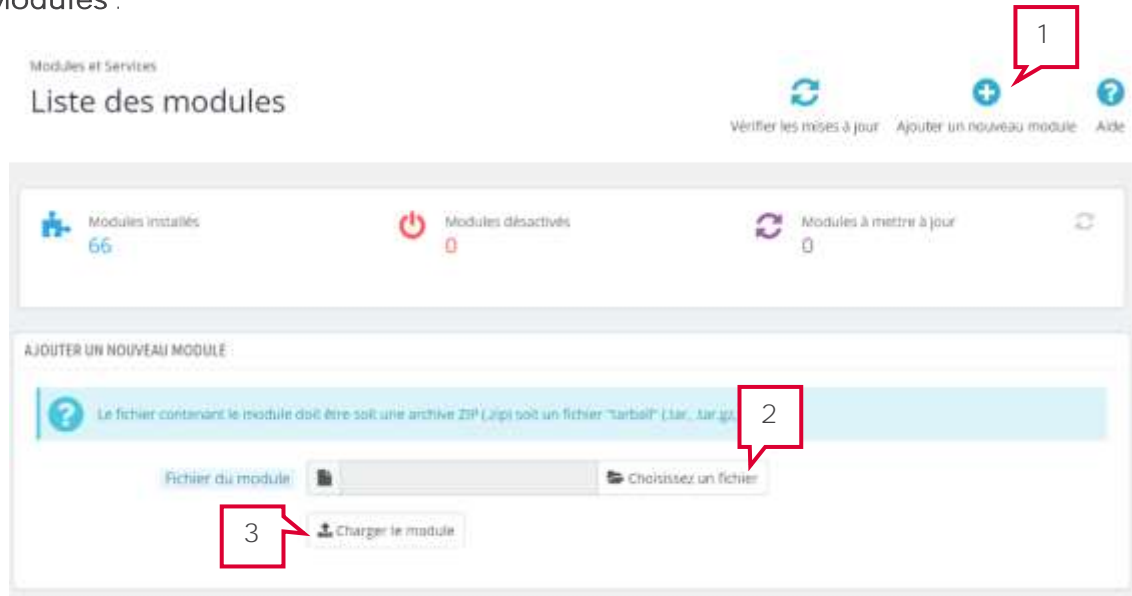 Modules :
1
Modules et Services
Liste des modules
Vérifier les mises à jour Ajouter un nouveau module Aide
Modules installés
66
Modules désactivés
0
Modules à mettre à jour
0
AJOUTER UN NOUVEAU MODULE
Le fichier contenant le module doit être soit une archive ZIP (.zip) soit un fichier "tarball" (.tar, .tar.gz,
2
Fichier du module
Choisissez un fichier
3
Charger le module